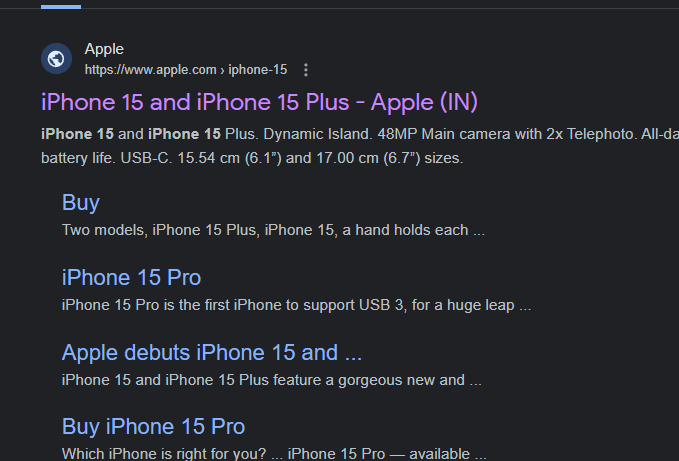 Apple
https://www.apple.com › iphone-15
iPhone 15 and iPhone 15 Plus - Apple (IN)
iPhone 15 and iPhone 15 Plus. Dynamic Island. 48MP Main camera with 2x Telephoto. All-da
battery life. USB-C. 15.54 cm (6.1”) and 17.00 cm (6.7”) sizes.
Buy
Two models, iPhone 15 Plus, iPhone 15, a hand holds each ...
iPhone 15 Pro
iPhone 15 Pro is the first iPhone to support USB 3, for a huge leap ...
Apple debuts iPhone 15 and ...
iPhone 15 and iPhone 15 Plus feature a gorgeous new and ...
Buy iPhone 15 Pro
Which iPhone is right for you? ... iPhone 15 Pro — available ...